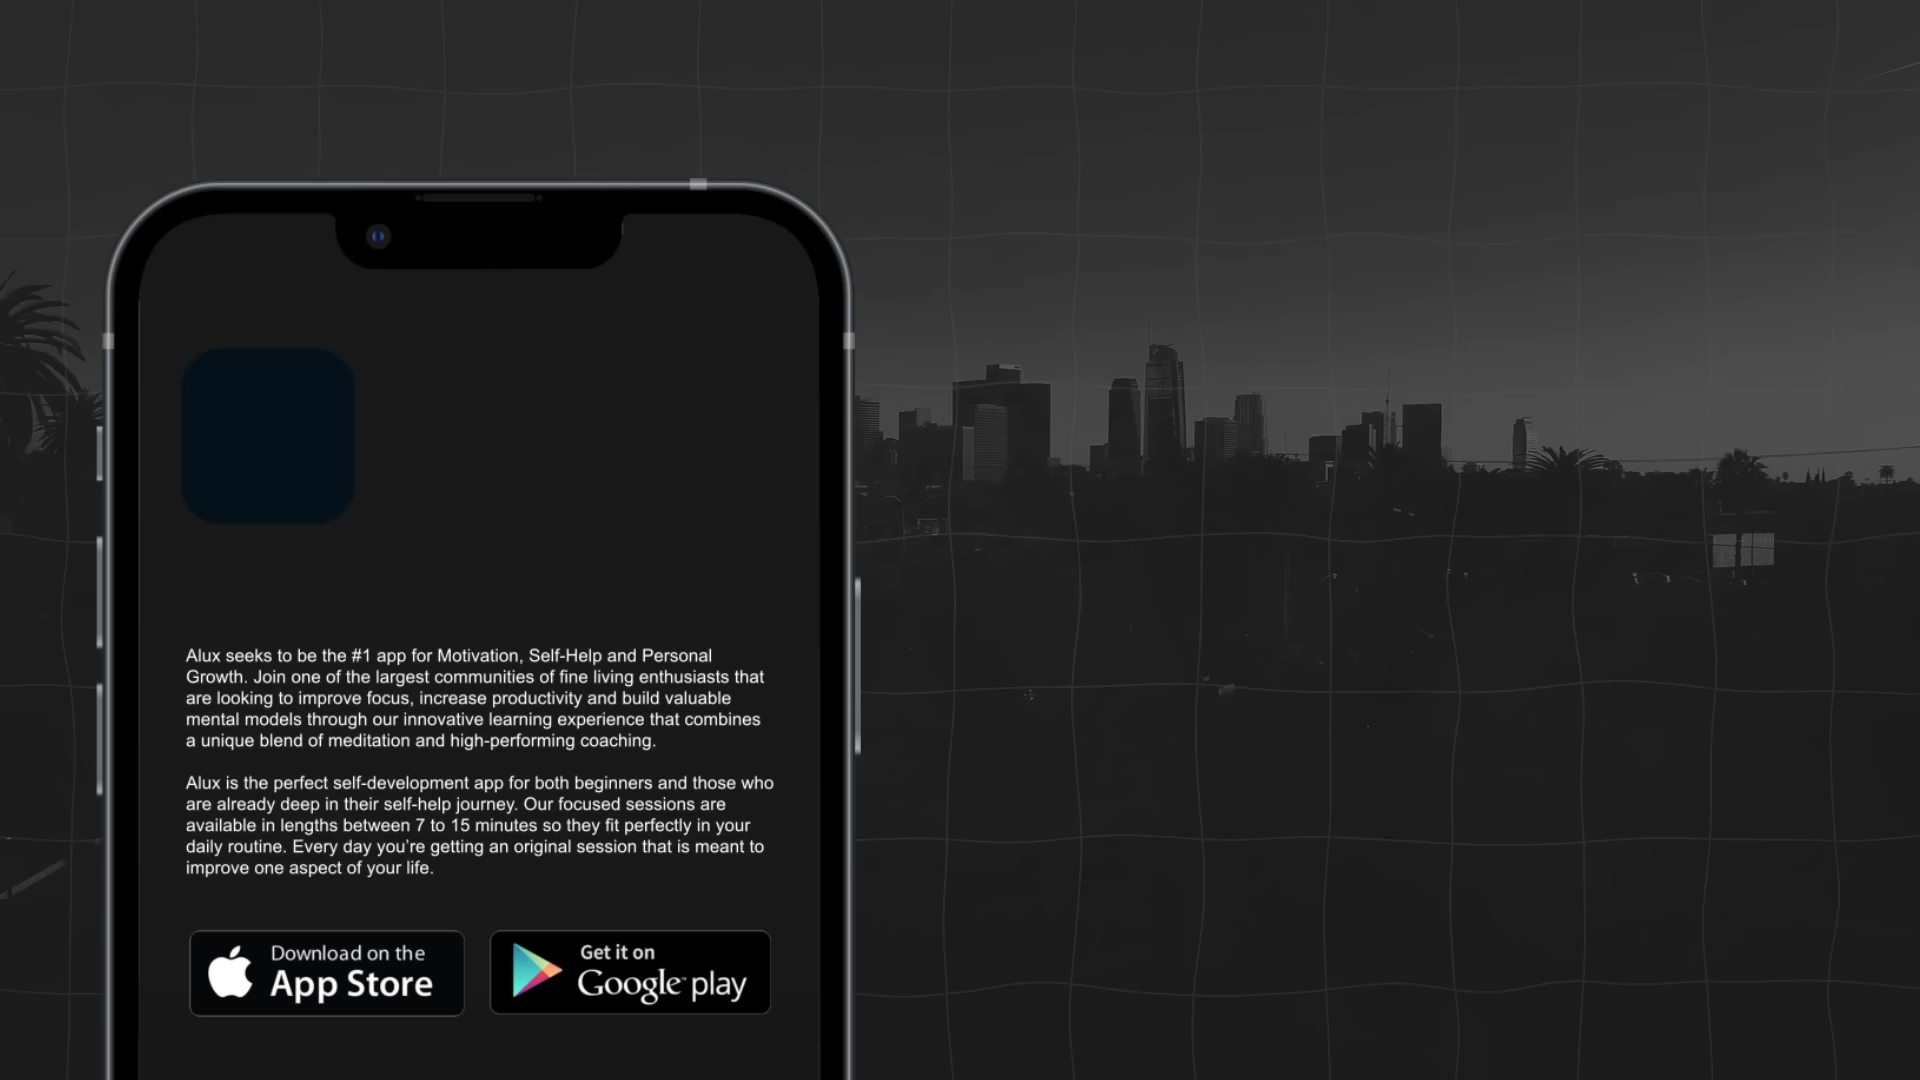 Alux seeks to be the #1 app for Motivation, Self-Help and Personal
Growth. Join one of the largest communities of fine living enthusiasts that
are looking to improve focus, increase productivity and build valuable
mental models through our innovative learning experience that combines
a unique blend of meditation and high-performing coaching.
Alux is the perfect self-development app for both beginners and those who
are already deep in their self-help journey. Our focused sessions are
available in lengths between 7 to 15 minutes so they fit perfectly in your
daily routine. Every day you’re getting an original session that is meant to
improve one aspect of your life.
Download on the
App Store
Get it on
Google play